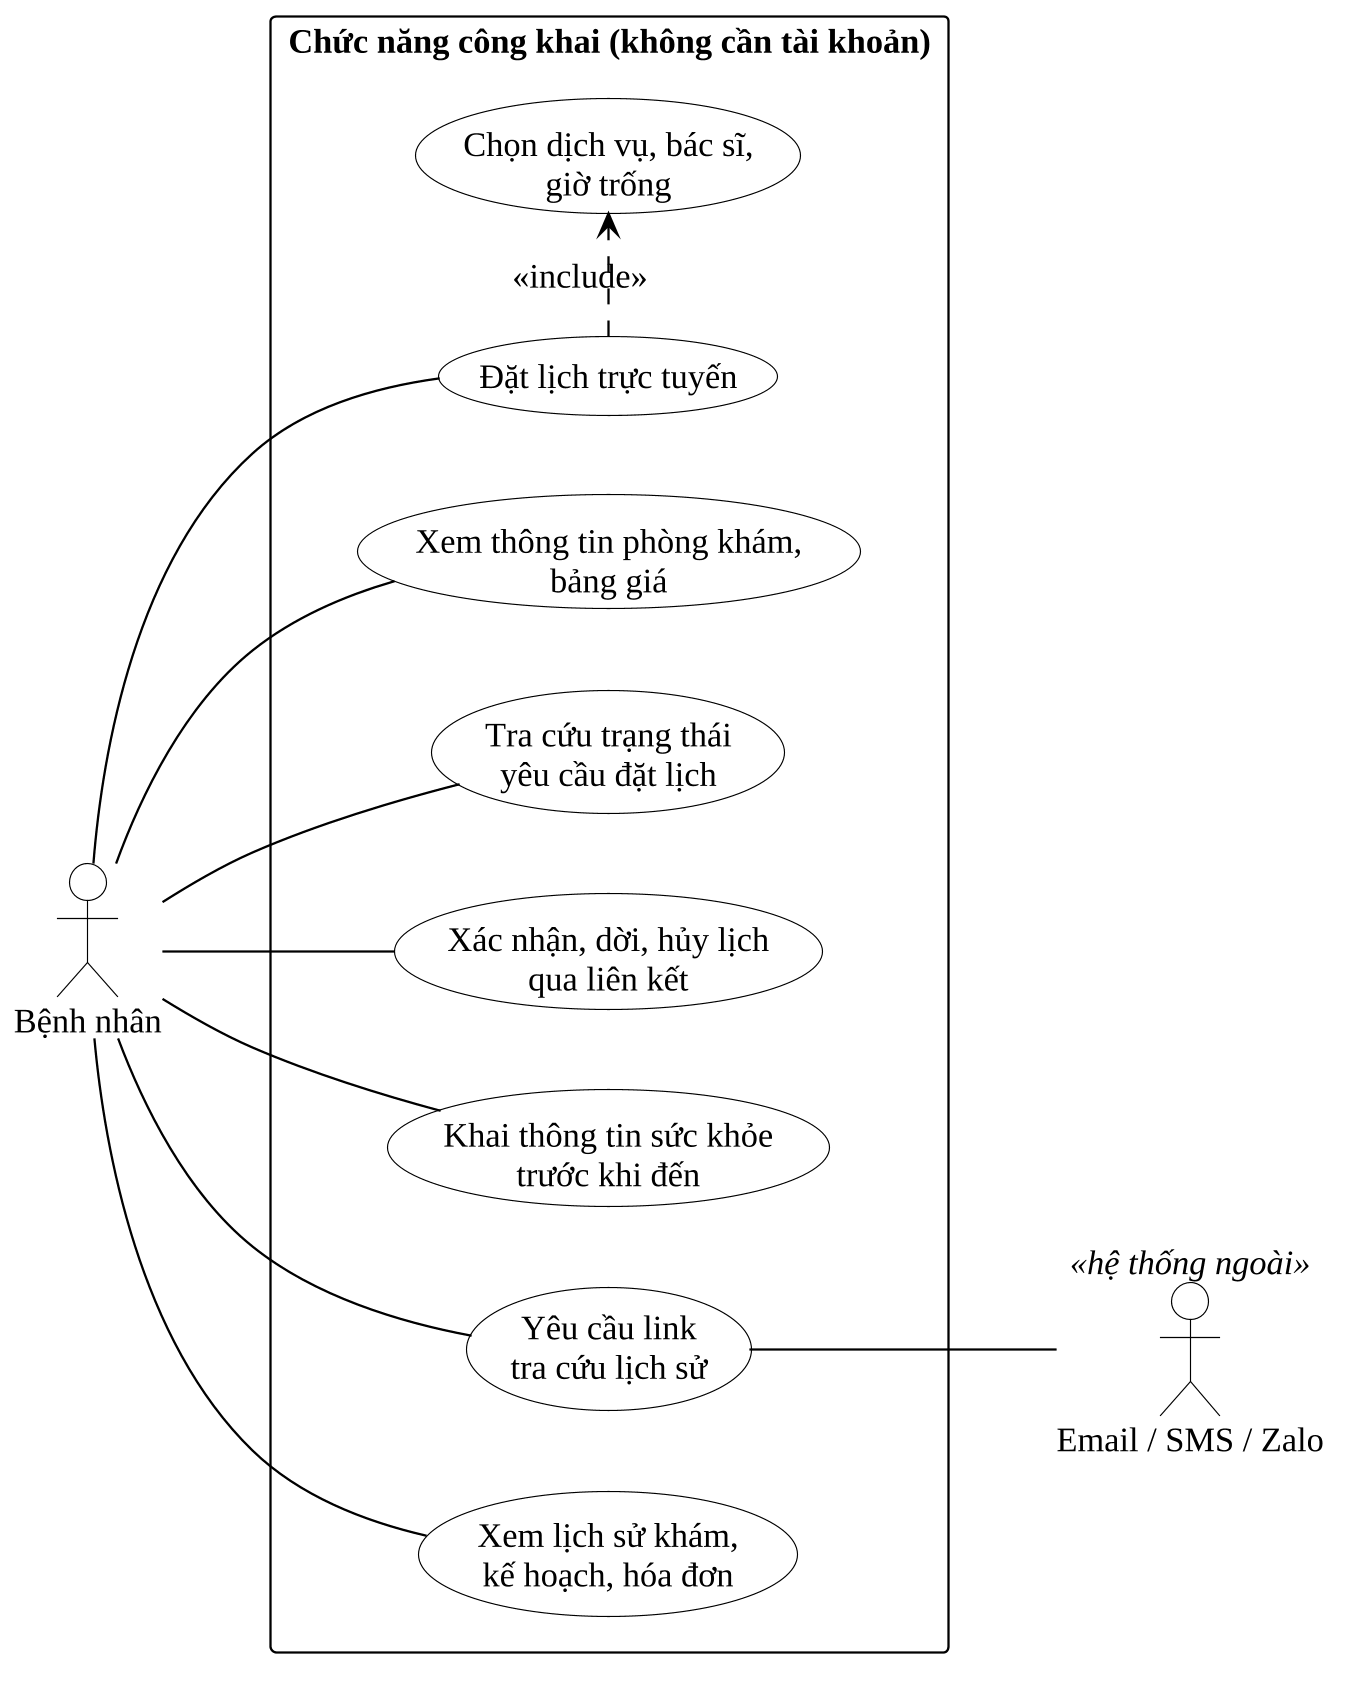 Chức năng công khai (không cần tài khoản)
Chọn dịch vụ, bác sĩ,
giờ trống
«include»
Đặt lịch trực tuyến
Xem thông tin phòng khám,
bảng giá
Tra cứu trạng thái
yêu cầu đặt lịch
Xác nhận, dời, hủy lịch
qua liên kết
Bệnh nhân
Khai thông tin sức khỏe
trước khi đến
«hệ thống ngoài»
Yêu cầu link
tra cứu lịch sử
Email / SMS / Zalo
Xem lịch sử khám,
kế hoạch, hóa đơn